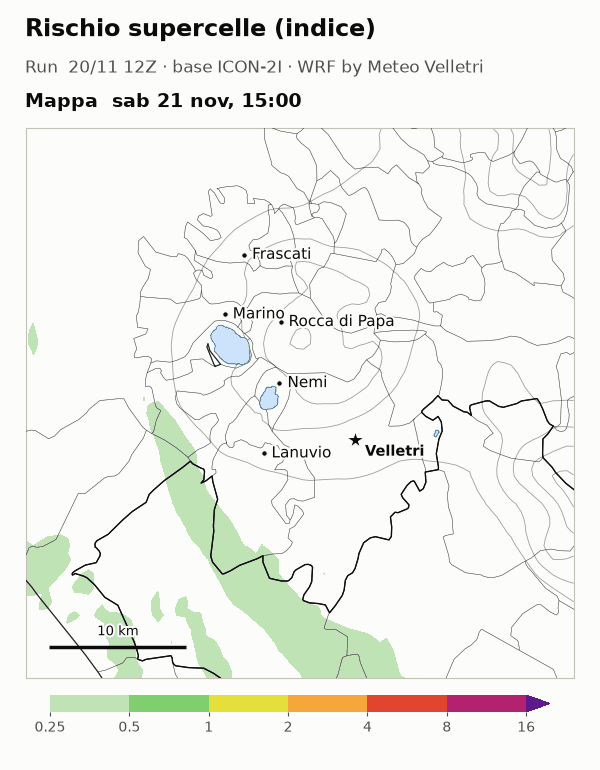 Rischio supercelle (indice)
Run  20/11 12Z · base ICON-2I · WRF by Meteo Velletri
Mappa  sab 21 nov, 15:00
Frascati
Marino
Rocca di Papa
Nemi
Velletri
Lanuvio
10 km
0.25 0.5 1 2 4 8 16